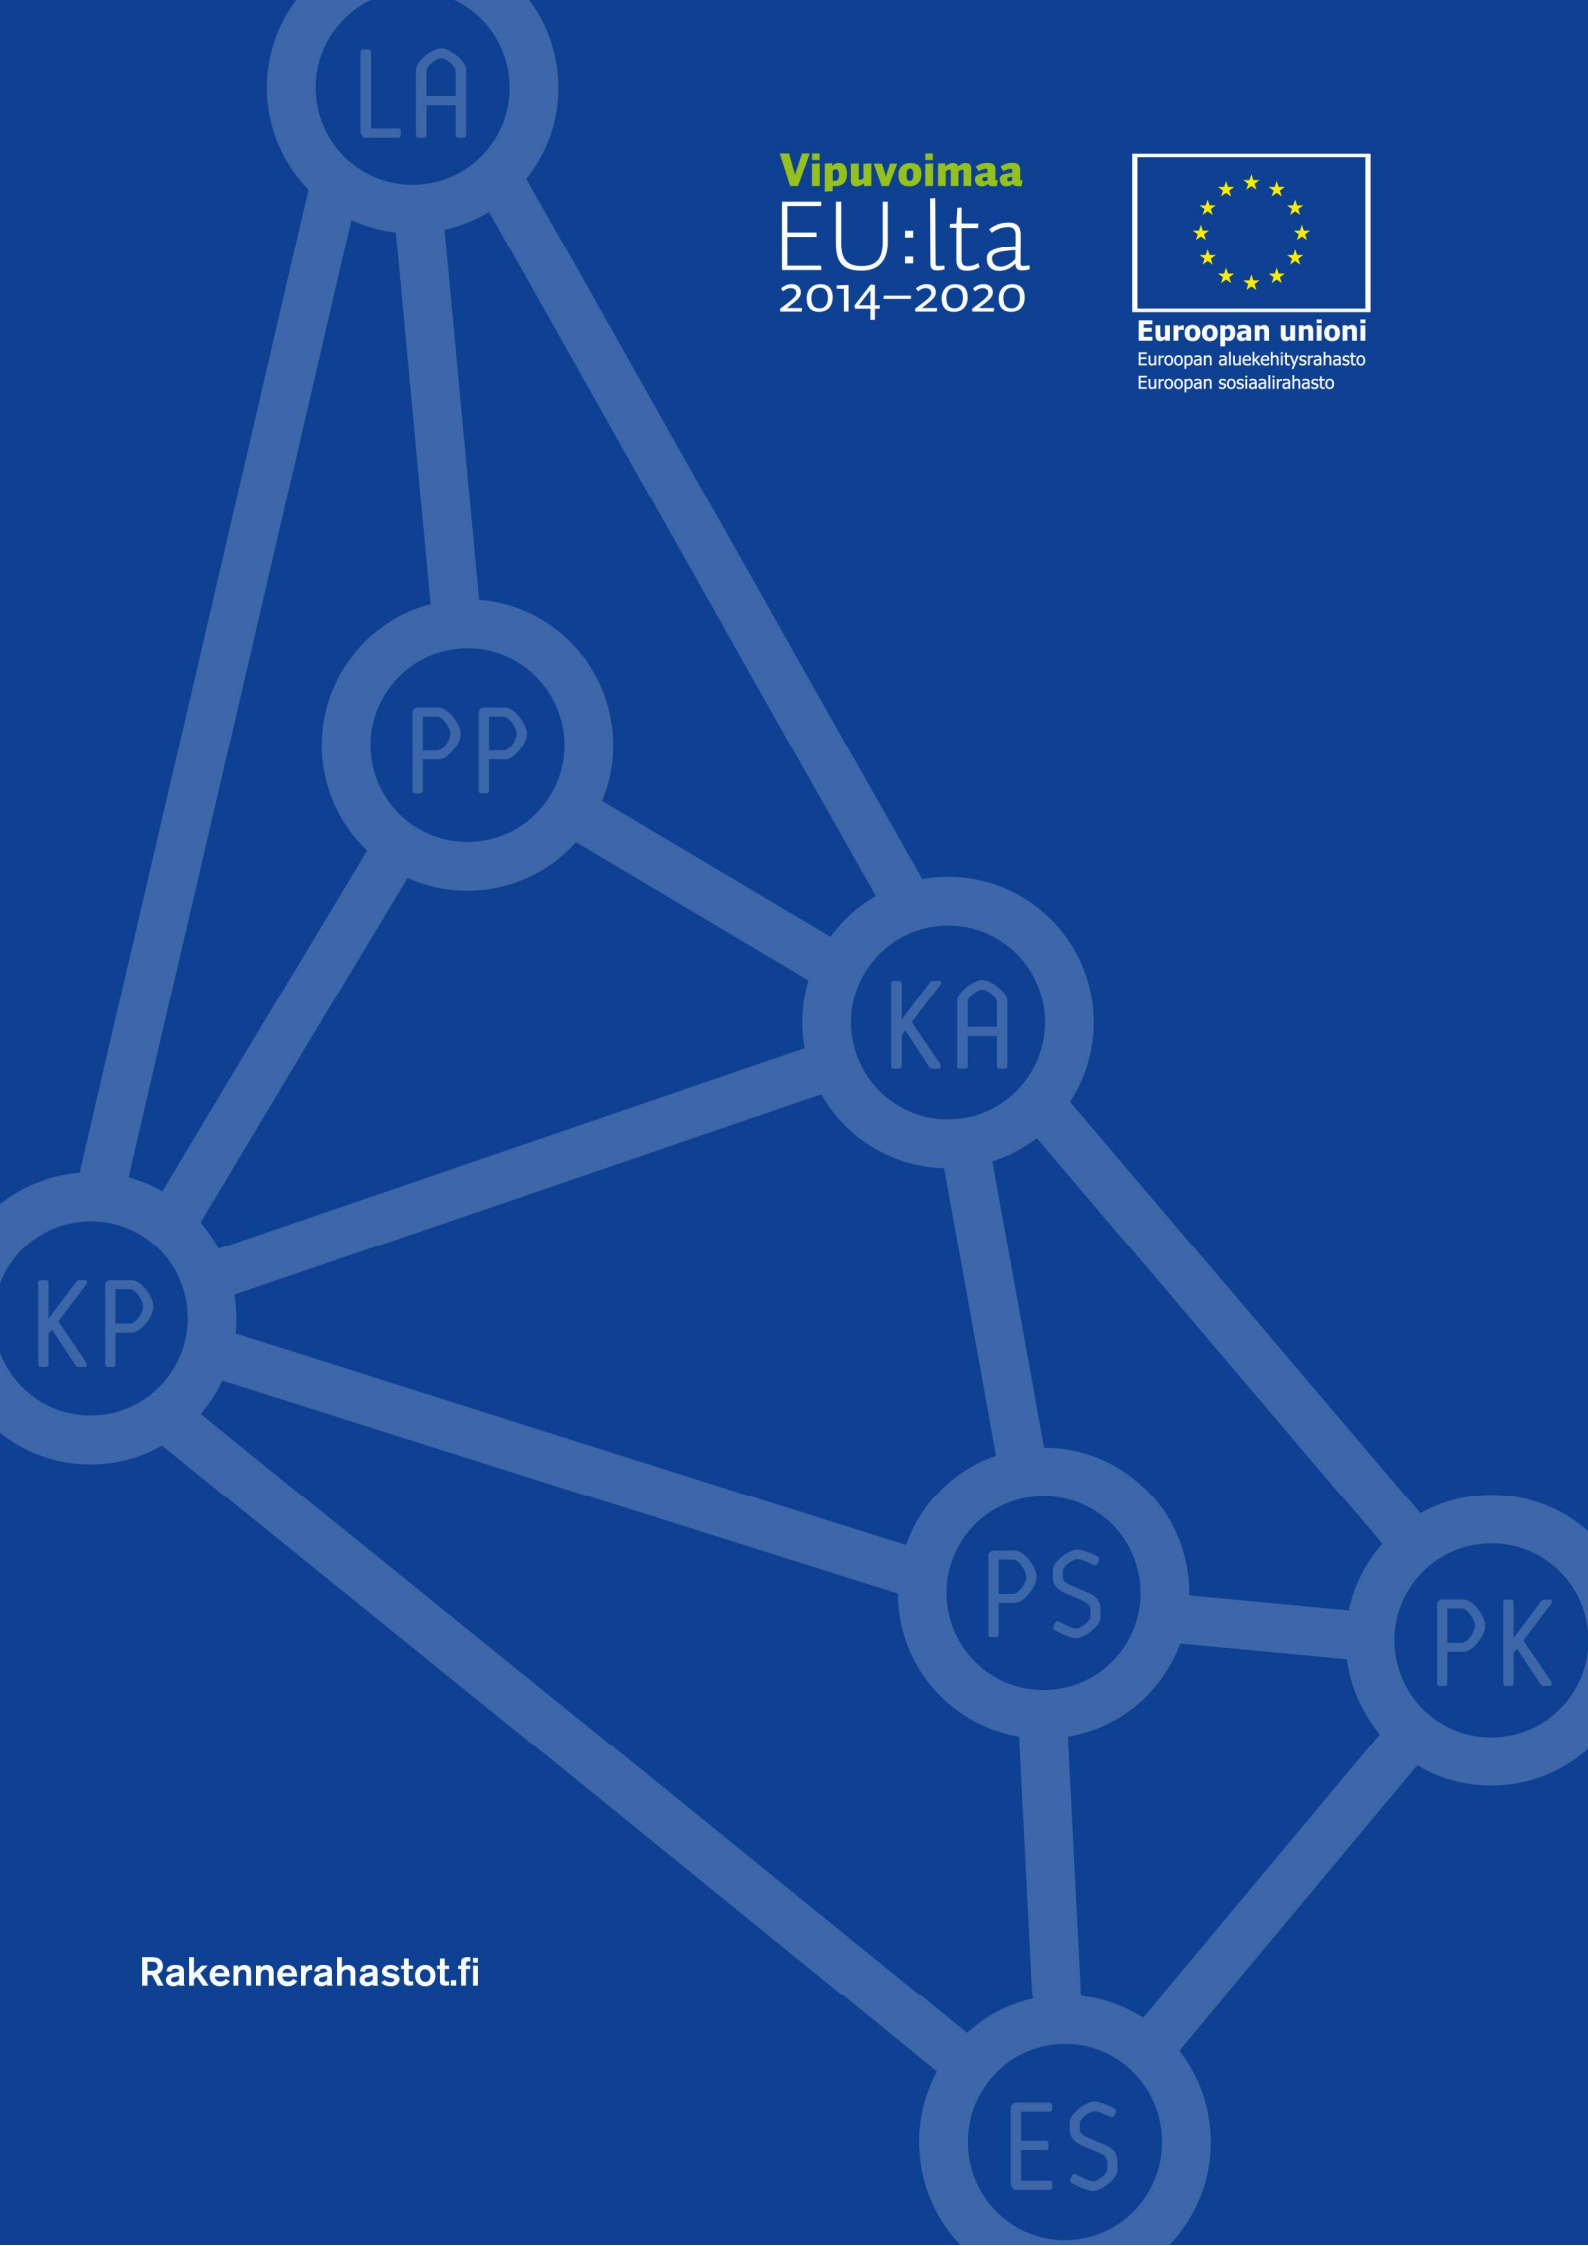 LA
Vipuvoimaa
EU:lta
2014–2020
Euroopan unioni
Euroopan aluekehitysrahasto
Euroopan sosiaalirahasto
PP
KA
KP
PS
PK
Rakennerahastot.fi
ES